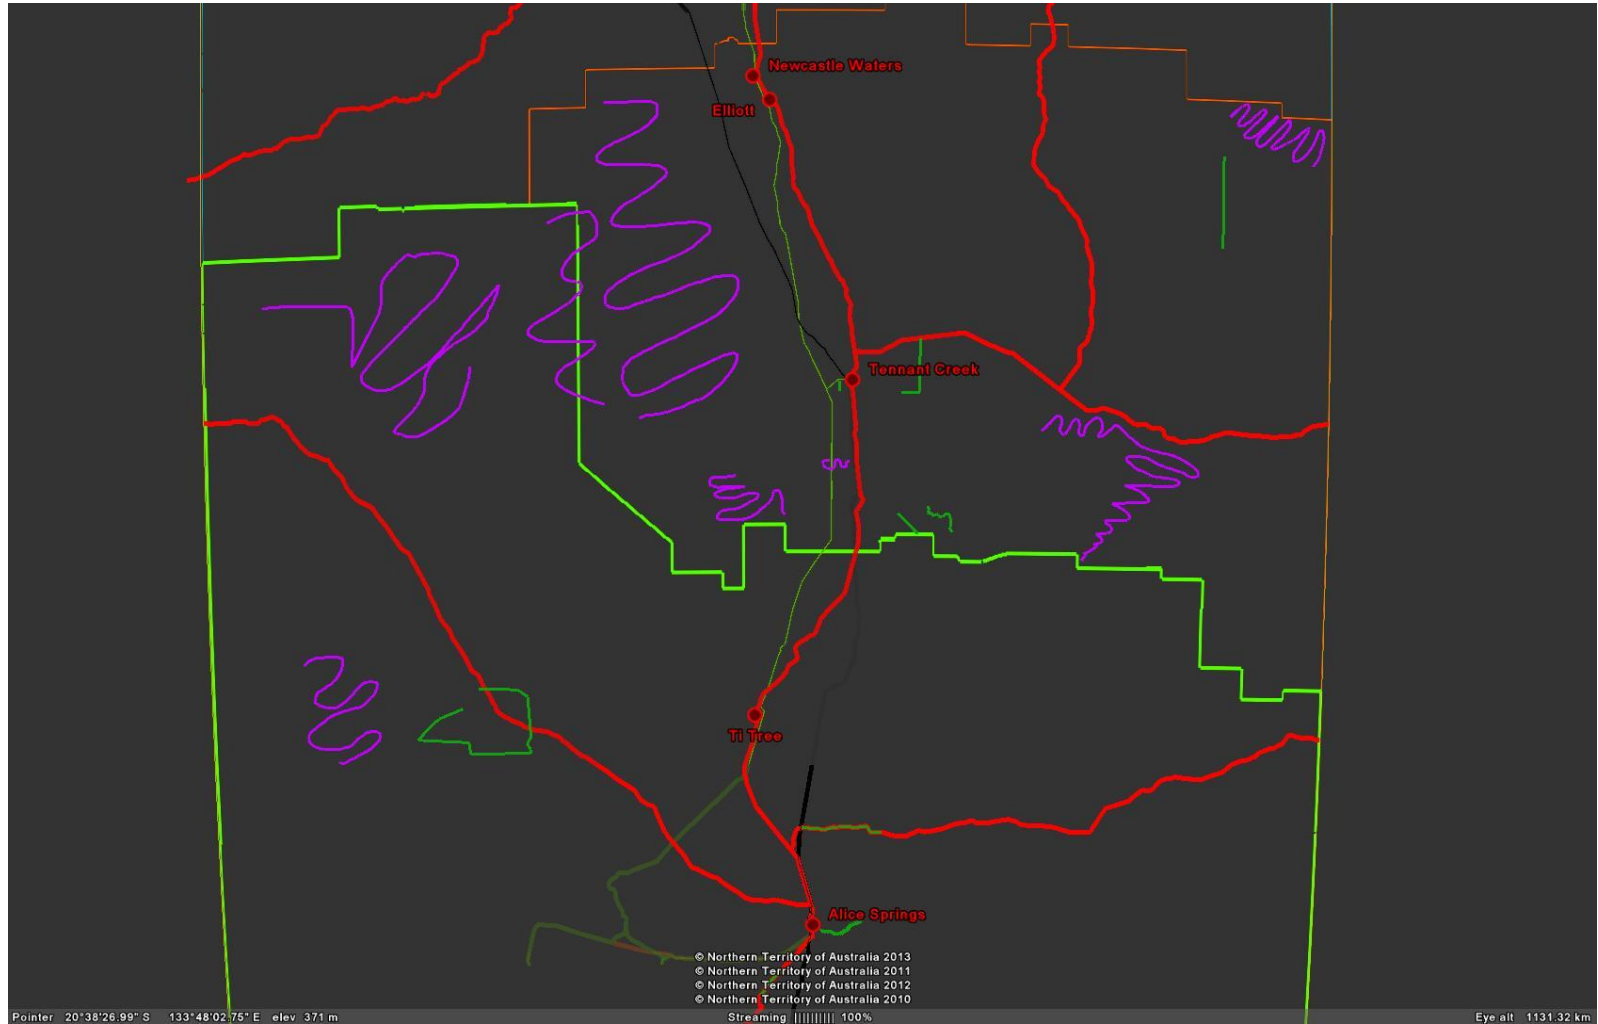 Newcastle Waters
Elliott
Tennant Creek
Ti Tree
Alice Springs
© Northern Territory of Australia 2013
© Northern Territory of Australia 2011
© Northern Territory of Australia 2012
© Northern Territory of Australia 2010
Pointer 20°38'26.99" S 133°48'02.75" E elev 371 m Streaming ||||||||| 100% Eye alt 1131.32 km